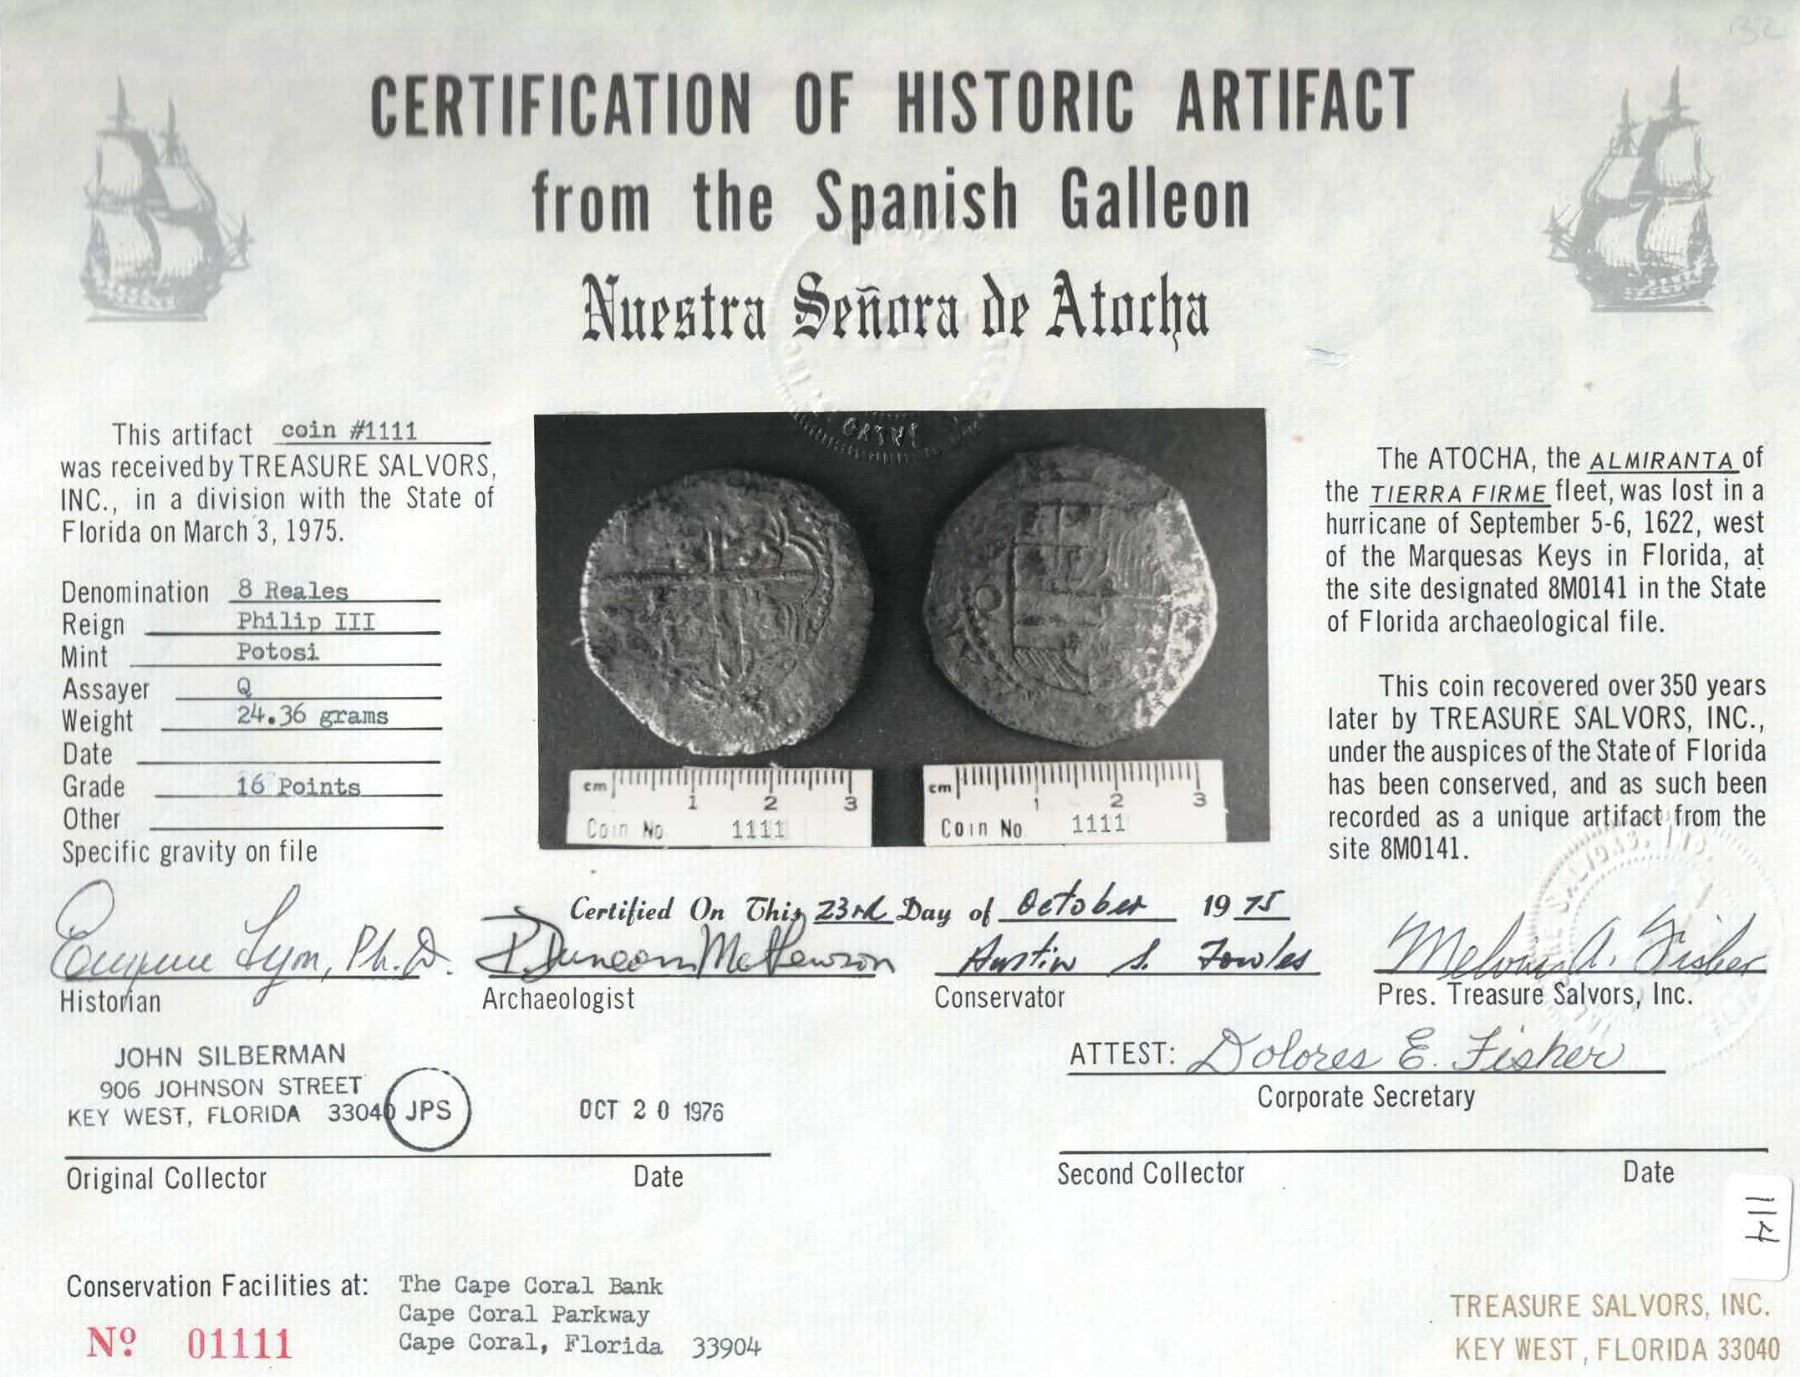 32
CERTIFICATION OF HISTORIC ARTIFACT
from the Spanish Galleon
Nuestra Señora de Atocha
This artifact coin #1111
was received by TREASURE SALVORS,
INC., in a division with the State of
Florida on March 3, 1975.
Denomination 8 Reales
Reign Philip III
Mint Potosi
Assayer Q
Weight 24.36 grams
Date
Grade 16 Points
Other
Specific gravity on file
cm 1 2 3
Coin No. 1111
cm 1 2 3
Coin No. 1111
The ATOCHA, the ALMIRANTA of
the TIERRA FIRME fleet, was lost in a
hurricane of September 5-6, 1622, west
of the Marquesas Keys in Florida, at
the site designated 8MO141 in the State
of Florida archaeological file.
This coin recovered over 350 years
later by TREASURE SALVORS, INC.,
under the auspices of the State of Florida
has been conserved, and as such been
recorded as a unique artifact from the
site 8MO141.
Certified On This 23rd Day of October 1975
Eugene Lyon, Ph.D.
Historian
R Duncan Mathewson
Archaeologist
Austin S. Fowles
Conservator
Melvin A. Fisher
Pres. Treasure Salvors, Inc.
ATTEST: Dolores E. Fisher
Corporate Secretary
JOHN SILBERMAN
906 JOHNSON STREET
KEY WEST, FLORIDA 33040 JPS
OCT 20 1976
Original Collector Date
Second Collector Date
114
Conservation Facilities at: The Cape Coral Bank
Cape Coral Parkway
Cape Coral, Florida 33904
Nº 01111
TREASURE SALVORS, INC.
KEY WEST, FLORIDA 33040